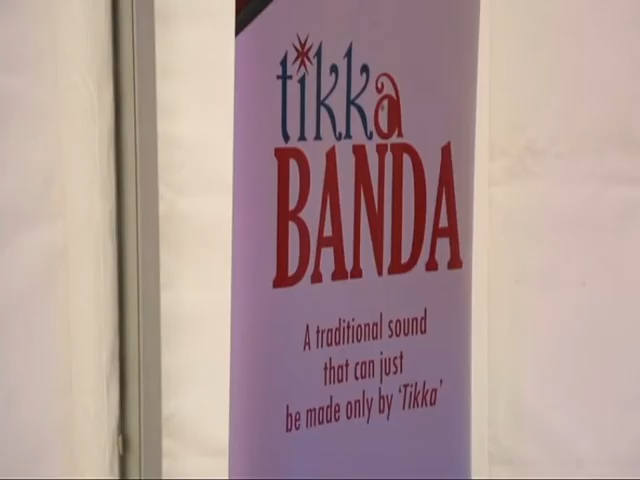 tikka
BANDA
A traditional sound
that can just
be made only by 'Tikka'